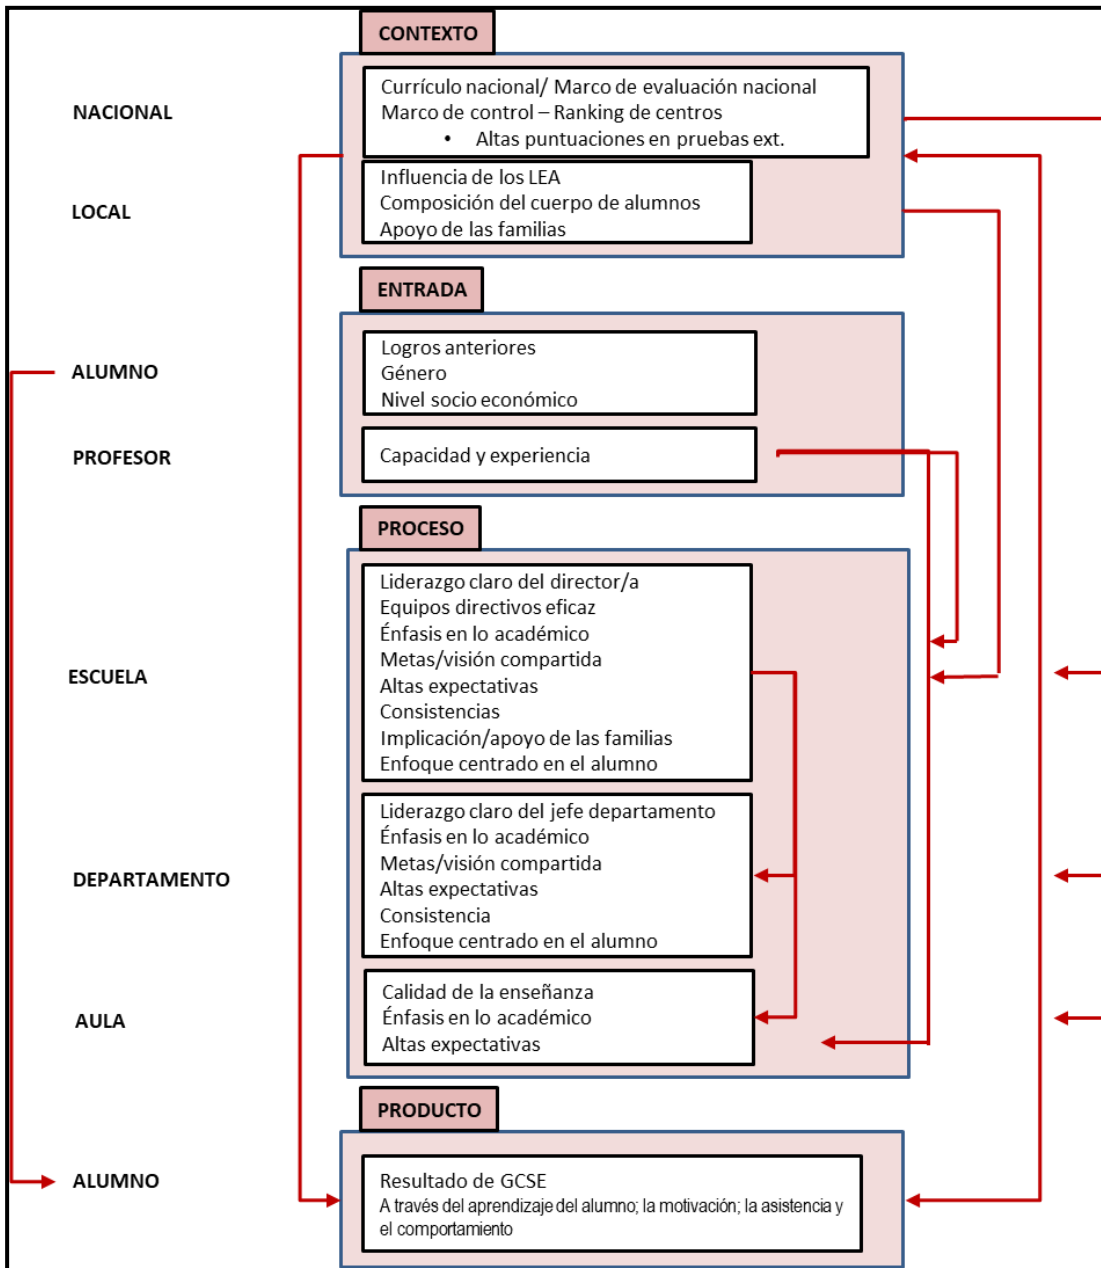 CONTEXTO
NACIONAL
Currículo nacional/ Marco de evaluación nacional
Marco de control – Ranking de centros
• Altas puntuaciones en pruebas ext.
LOCAL
Influencia de los LEA
Composición del cuerpo de alumnos
Apoyo de las familias
ENTRADA
ALUMNO
Logros anteriores
Género
Nivel socio económico
PROFESOR
Capacidad y experiencia
PROCESO
ESCUELA
Liderazgo claro del director/a
Equipos directivos eficaz
Énfasis en lo académico
Metas/visión compartida
Altas expectativas
Consistencias
Implicación/apoyo de las familias
Enfoque centrado en el alumno
DEPARTAMENTO
Liderazgo claro del jefe departamento
Énfasis en lo académico
Metas/visión compartida
Altas expectativas
Consistencia
Enfoque centrado en el alumno
AULA
Calidad de la enseñanza
Énfasis en lo académico
Altas expectativas
PRODUCTO
ALUMNO
Resultado de GCSE
A través del aprendizaje del alumno; la motivación; la asistencia y
el comportamiento